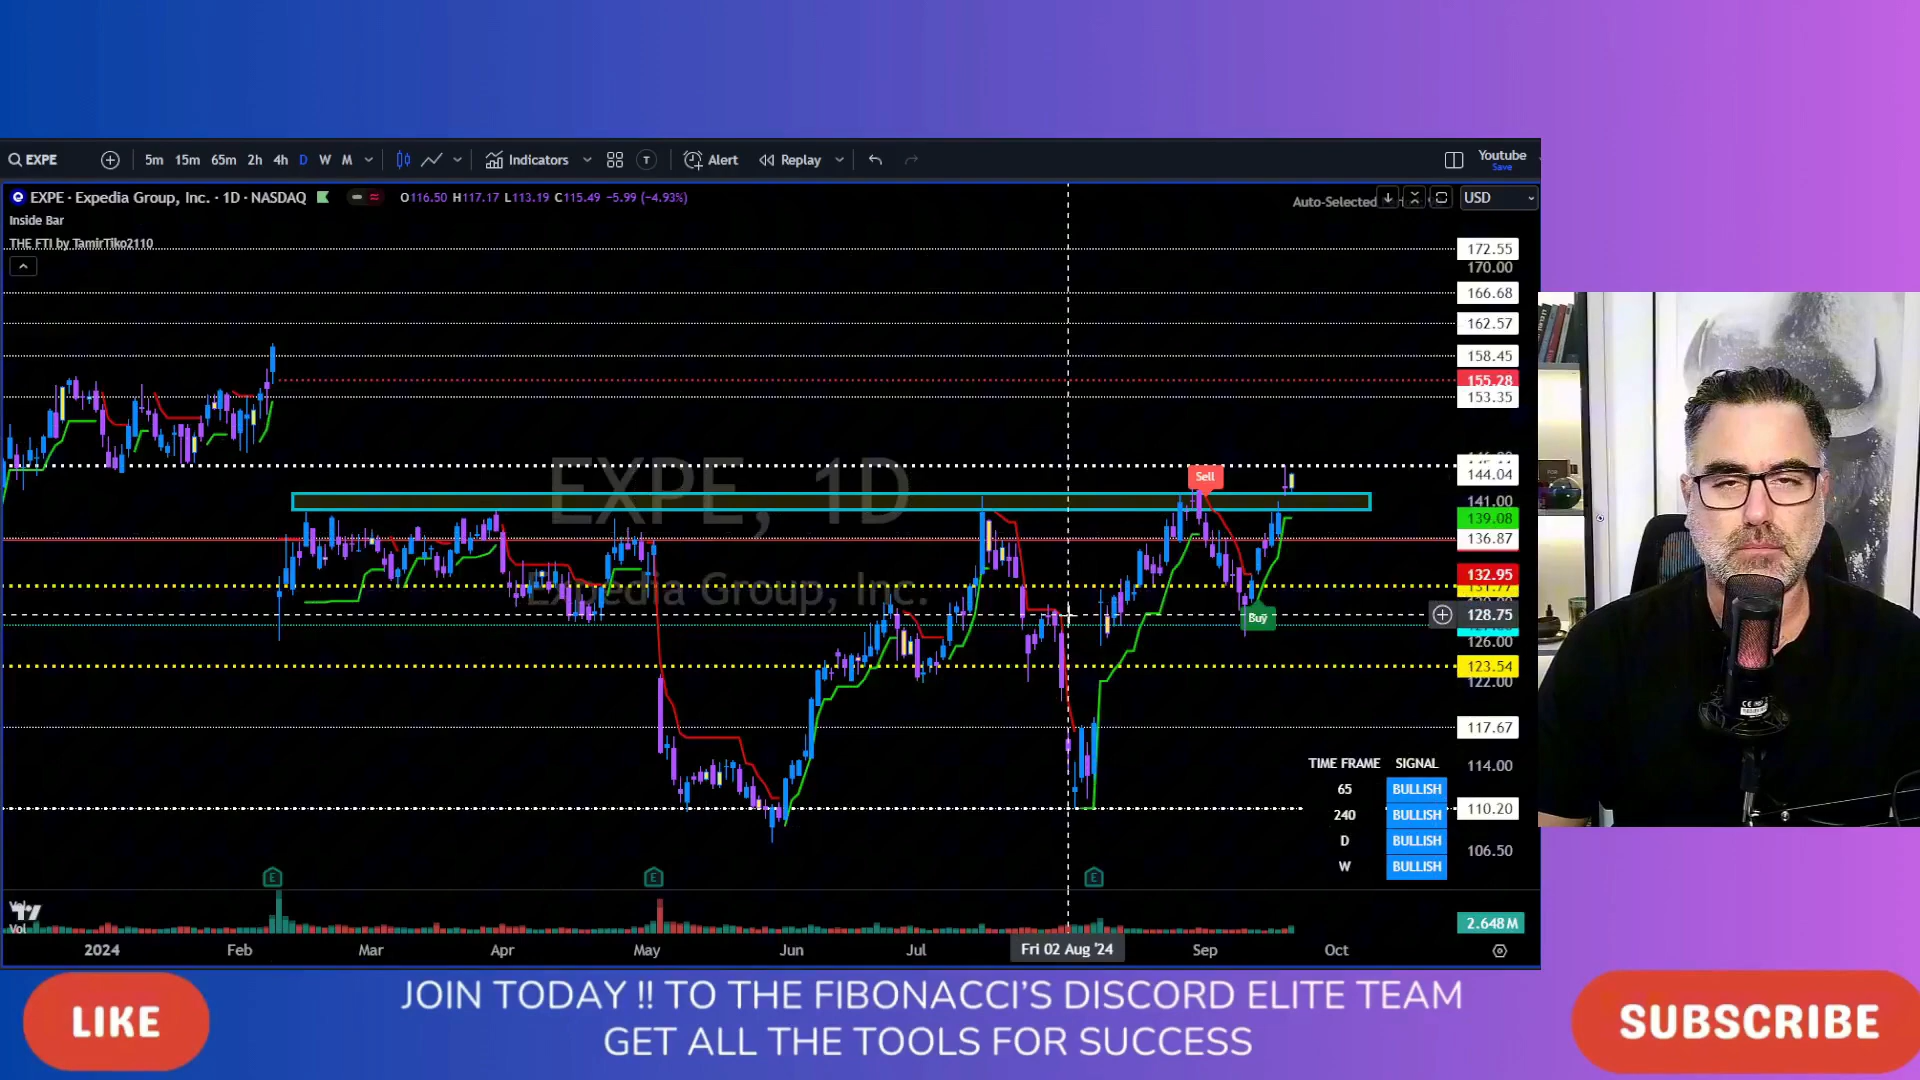 EXPE
5m 15m 65m 2h 4h D W M
Indicators
Alert
Replay
Youtube
Save
EXPE · Expedia Group, Inc. · 1D · NASDAQ
O116.50 H117.17 L113.19 C115.49 −5.99 (−4.93%)
Auto-Selected
USD
Inside Bar
THE FTI by TamirTiko2110
172.55
170.00
166.68
162.57
158.45
155.28
153.35
144.04
141.00
139.08
136.87
132.95
128.75
126.00
123.54
122.00
117.67
114.00
110.20
106.50
EXPE, 1D
Expedia Group, Inc.
Sell
Buy
TIME FRAME SIGNAL
65 BULLISH
240 BULLISH
D BULLISH
W BULLISH
E E E
Vol
Vol
2.648M
2024 Feb Mar Apr May Jun Jul Fri 02 Aug '24 Sep Oct
LIKE
JOIN TODAY !! TO THE FIBONACCI'S DISCORD ELITE TEAM
GET ALL THE TOOLS FOR SUCCESS
SUBSCRIBE